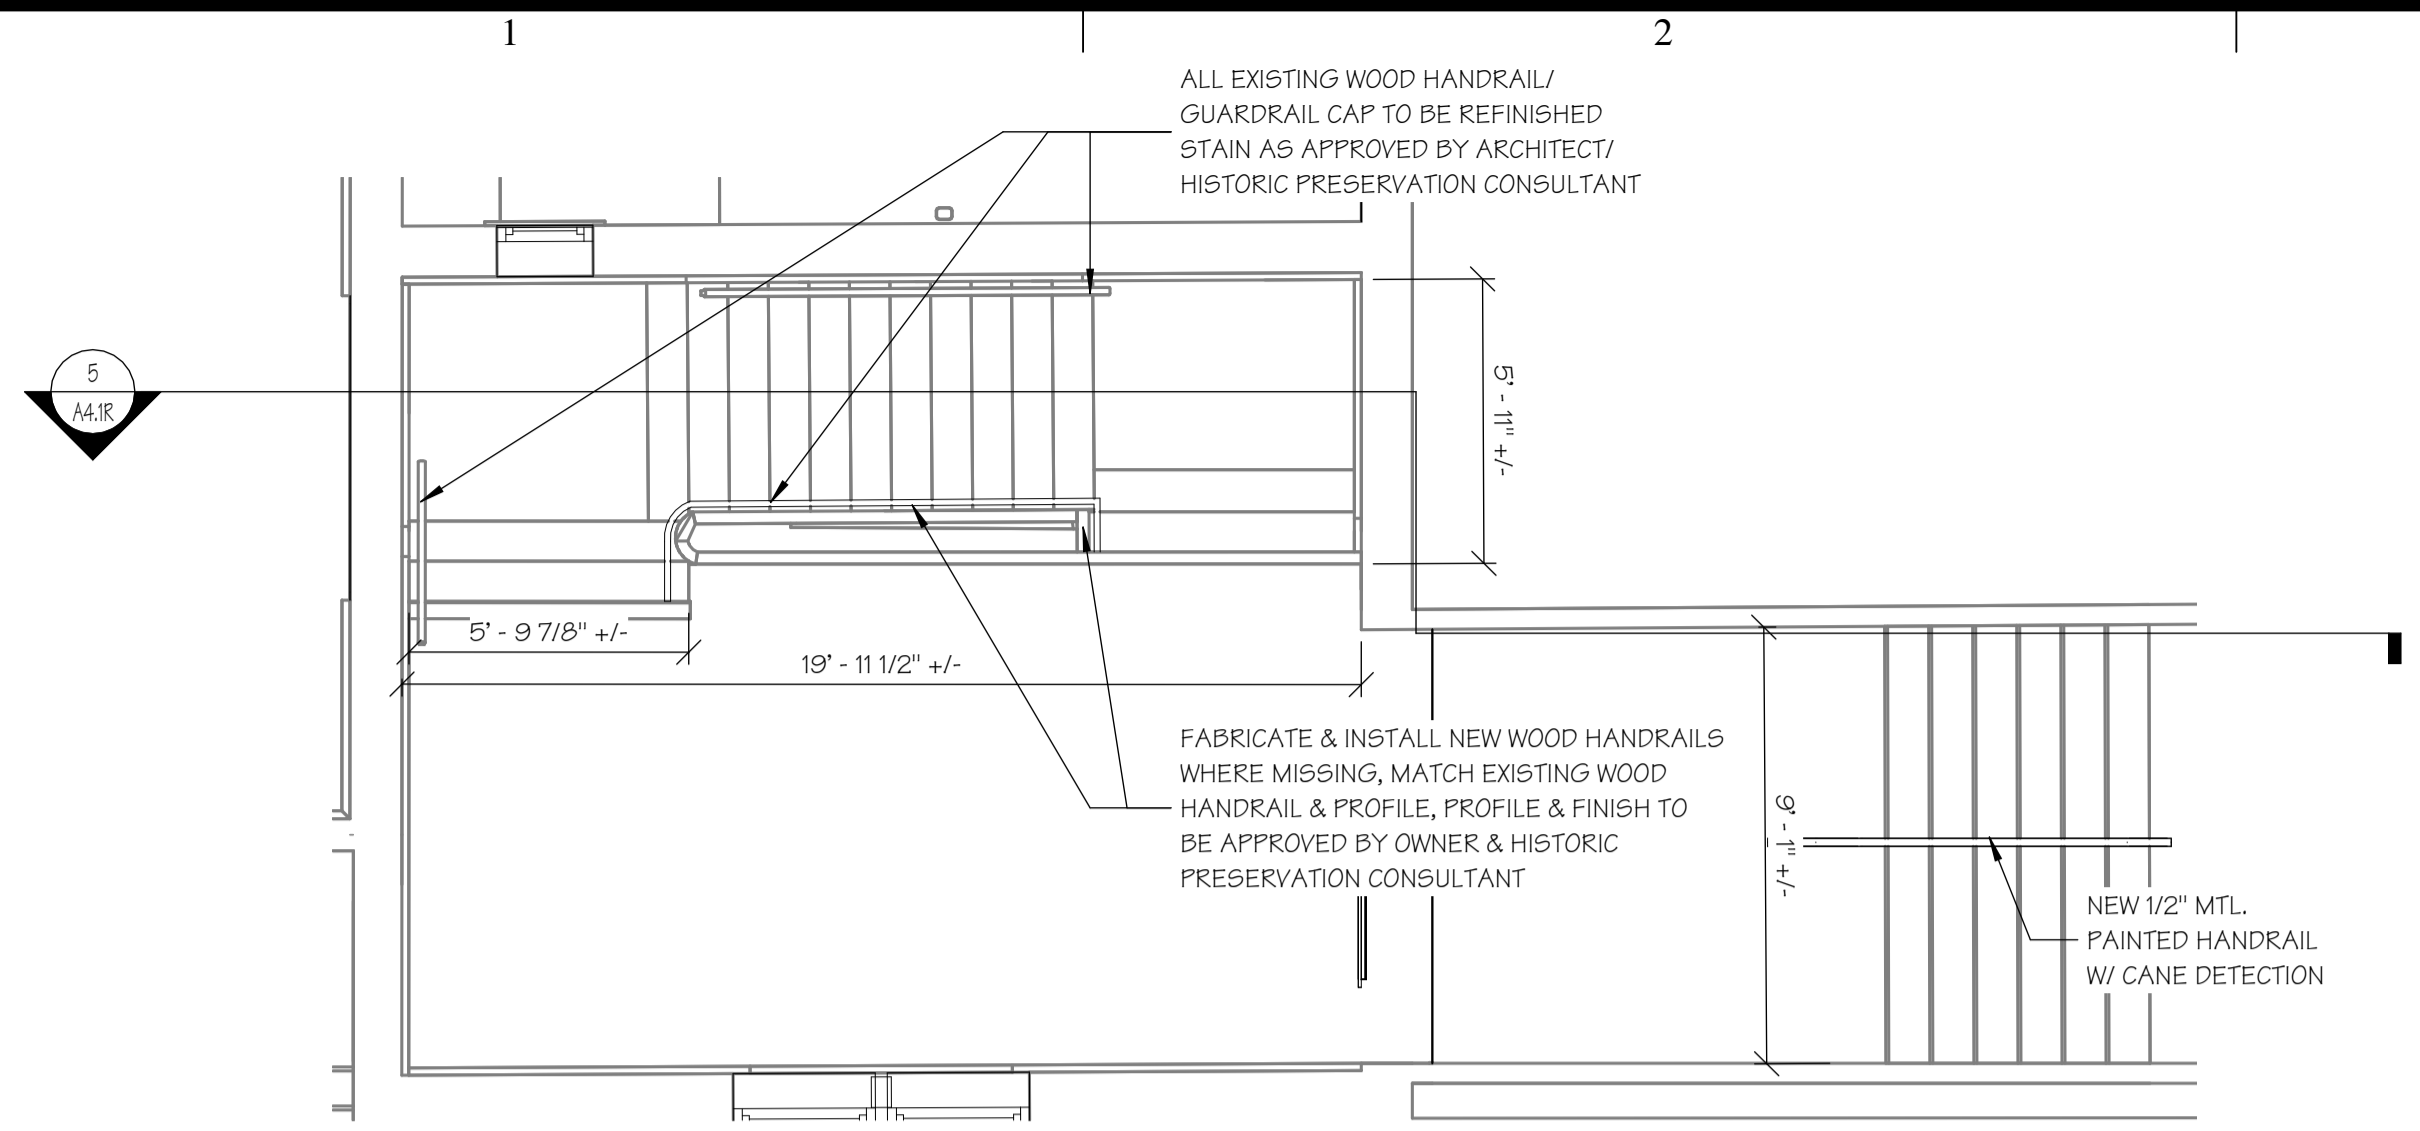 1
2
ALL EXISTING WOOD HANDRAIL/
GUARDRAIL CAP TO BE REFINISHED
STAIN AS APPROVED BY ARCHITECT/
HISTORIC PRESERVATION CONSULTANT
5
A4.1R
5' - 11" +/-
5' - 9 7/8" +/-
19' - 11 1/2" +/-
FABRICATE & INSTALL NEW WOOD HANDRAILS
WHERE MISSING, MATCH EXISTING WOOD
HANDRAIL & PROFILE, PROFILE & FINISH TO
BE APPROVED BY OWNER & HISTORIC
PRESERVATION CONSULTANT
9' - 1" +/-
NEW 1/2" MTL.
PAINTED HANDRAIL
W/ CANE DETECTION